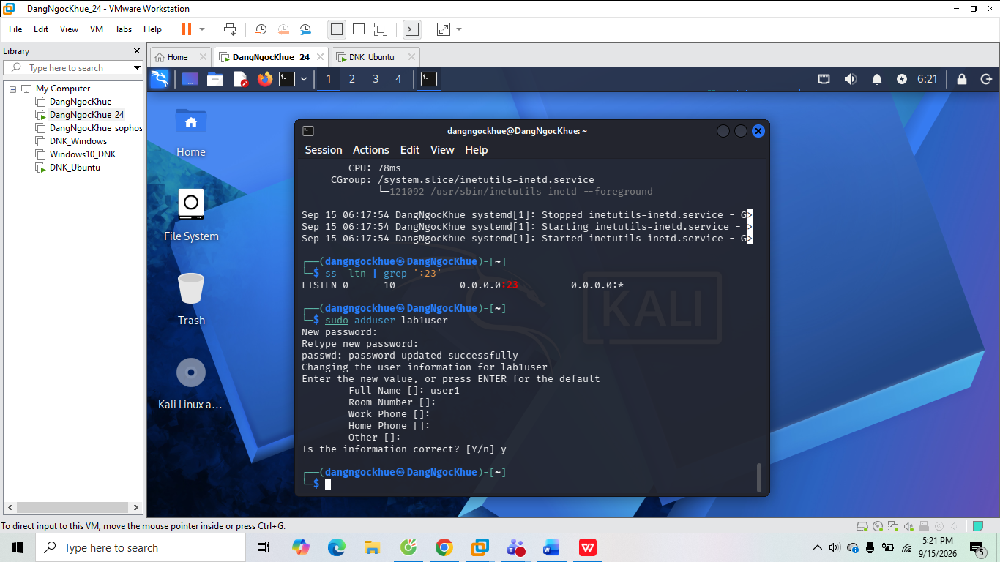 DangNgocKhue_24 - VMware Workstation
File Edit View VM Tabs Help
Library
Type here to search
My Computer
DangNgocKhue
DangNgocKhue_24
DangNgocKhue_sophos
DNK_Windows
Windows10_DNK
DNK_Ubuntu
Home DangNgocKhue_24 DNK_Ubuntu
1 2 3 4 6:21
Home
File System
Trash
Kali Linux a...
dangngockhue@DangNgocKhue: ~
Session Actions Edit View Help
CPU: 78ms
CGroup: /system.slice/inetutils-inetd.service
└─121092 /usr/sbin/inetutils-inetd --foreground
Sep 15 06:17:54 DangNgocKhue systemd[1]: Stopped inetutils-inetd.service - G>
Sep 15 06:17:54 DangNgocKhue systemd[1]: Starting inetutils-inetd.service - >
Sep 15 06:17:54 DangNgocKhue systemd[1]: Started inetutils-inetd.service - G>
┌──(dangngockhue㉿DangNgocKhue)-[~]
└─$ ss -ltn | grep ':23'
LISTEN 0 10 0.0.0.0:23 0.0.0.0:*
┌──(dangngockhue㉿DangNgocKhue)-[~]
└─$ sudo adduser lab1user
New password:
Retype new password:
passwd: password updated successfully
Changing the user information for lab1user
Enter the new value, or press ENTER for the default
Full Name []: user1
Room Number []:
Work Phone []:
Home Phone []:
Other []:
Is the information correct? [Y/n] y
┌──(dangngockhue㉿DangNgocKhue)-[~]
└─$
KALI
To direct input to this VM, move the mouse pointer inside or press Ctrl+G.
Type here to search
5:21 PM
9/15/2026
5